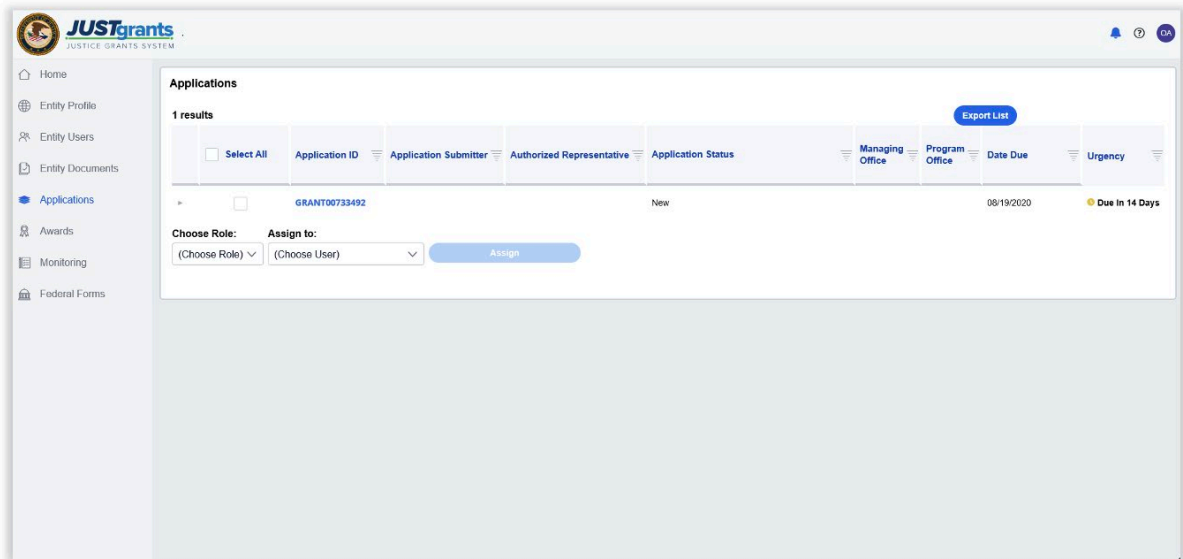 JUSTgrants
JUSTICE GRANTS SYSTEM
OA
Home
Entity Profile
Entity Users
Entity Documents
Applications
Awards
Monitoring
Federal Forms
Applications
1 results
Export List
Select All Application ID Application Submitter Authorized Representative Application Status Managing Office Program Office Date Due Urgency
GRANT00733492 New 08/19/2020 Due In 14 Days
Choose Role: Assign to:
(Choose Role) (Choose User) Assign